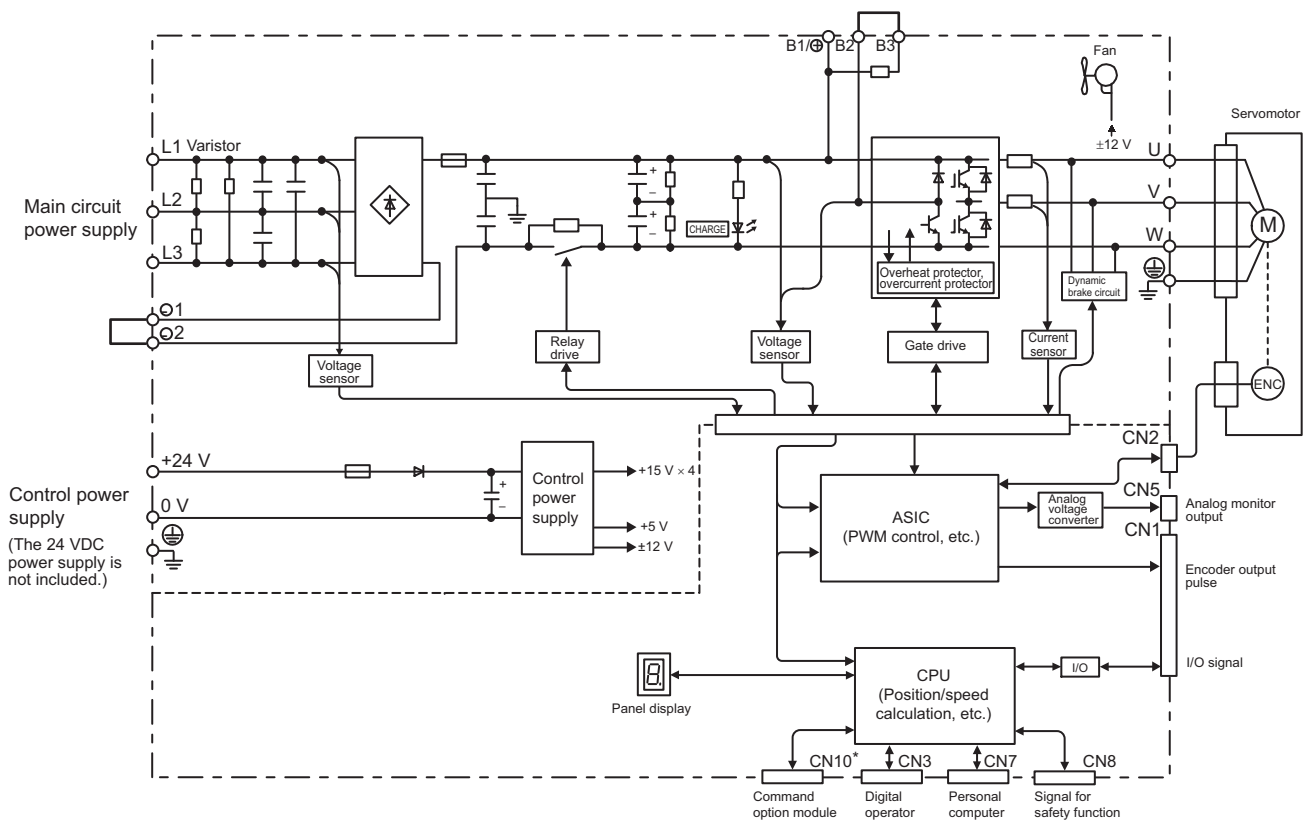 B1/⊕ B2 B3
Fan
±12 V
Servomotor
L1 Varistor
L2
L3
Main circuit
power supply
U
V
W
M
+
–
+
–
CHARGE
Overheat protector,
overcurrent protector
Dynamic
brake circuit
⊖1
⊖2
Voltage
sensor
Relay
drive
Voltage
sensor
Gate drive
Current
sensor
ENC
CN2
+24 V
0 V
Control power
supply
(The 24 VDC
power supply is
not included.)
+
–
Control
power
supply
+15 V × 4
+5 V
±12 V
ASIC
(PWM control, etc.)
Analog
voltage
converter
CN5
Analog monitor
output
CN1
Encoder output
pulse
I/O
I/O signal
CPU
(Position/speed
calculation, etc.)
8.
Panel display
CN10*
CN3
CN7
CN8
Command
option module
Digital
operator
Personal
computer
Signal for
safety function